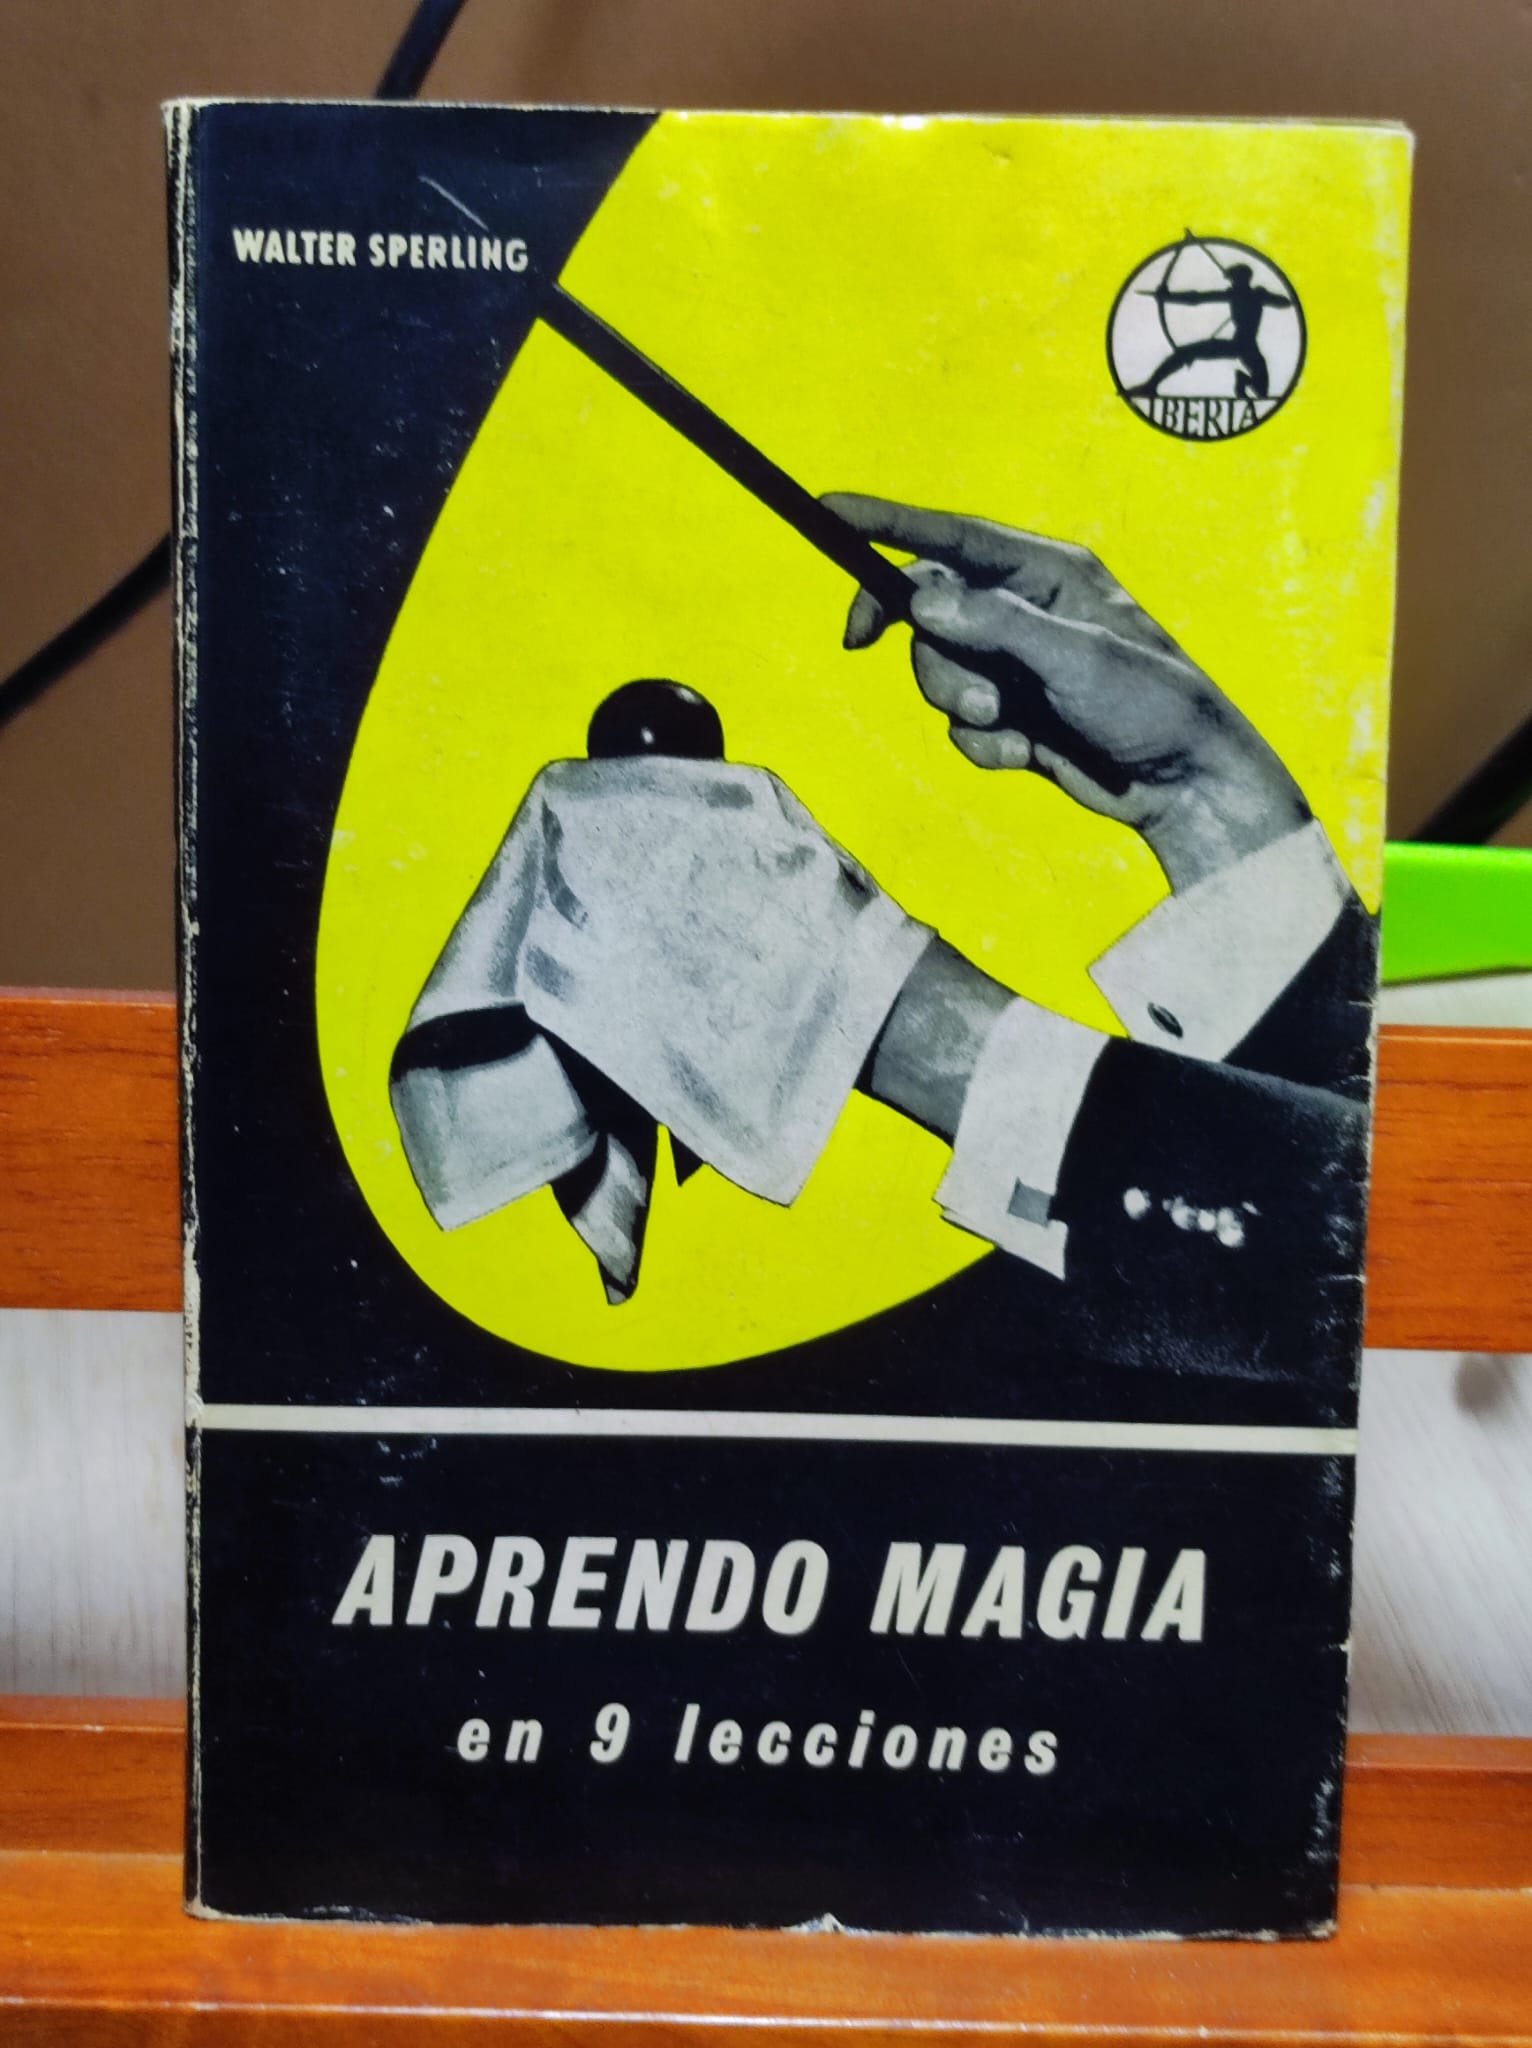 WALTER SPERLING
IBERIA
APRENDO MAGIA
en 9 lecciones